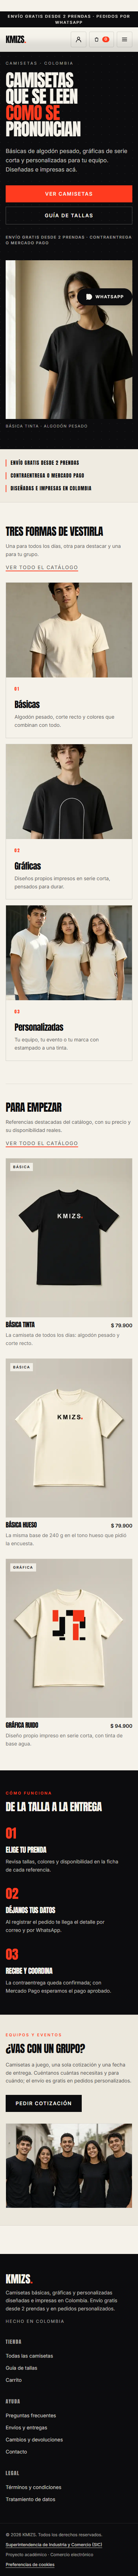 ENVÍO GRATIS DESDE 2 PRENDAS · PEDIDOS POR
WHATSAPP
KMIZS.
0
CAMISETAS · COLOMBIA
CAMISETAS
QUE SE LEEN
COMO SE
PRONUNCIAN
Básicas de algodón pesado, gráficas de serie
corta y personalizadas para tu equipo.
Diseñadas e impresas acá.
VER CAMISETAS
GUÍA DE TALLAS
ENVÍO GRATIS DESDE 2 PRENDAS · CONTRAENTREGA
O MERCADO PAGO
WHATSAPP
BÁSICA TINTA · ALGODÓN PESADO
ENVÍO GRATIS DESDE 2 PRENDAS
CONTRAENTREGA O MERCADO PAGO
DISEÑADAS E IMPRESAS EN COLOMBIA
TRES FORMAS DE VESTIRLA
Una para todos los días, otra para destacar y una
para tu grupo.
VER TODO EL CATÁLOGO
01
Básicas
Algodón pesado, corte recto y colores que
combinan con todo.
02
Gráficas
Diseños propios impresos en serie corta,
pensados para durar.
03
Personalizadas
Tu equipo, tu evento o tu marca con
estampado a una tinta.
PARA EMPEZAR
Referencias destacadas del catálogo, con su precio y
su disponibilidad reales.
VER TODO EL CATÁLOGO
BÁSICA
KMIZS.
BÁSICA TINTA
$ 79.900
La camiseta de todos los días: algodón pesado y
corte recto.
BÁSICA
KMIZS.
BÁSICA HUESO
$ 79.900
La misma base de 240 g en el tono hueso que pidió
la encuesta.
GRÁFICA
GRÁFICA RUIDO
$ 94.900
Diseño propio impreso en serie corta, con tinta de
base agua.
CÓMO FUNCIONA
DE LA TALLA A LA ENTREGA
01
ELIGE TU PRENDA
Revisa tallas, colores y disponibilidad en la ficha
de cada referencia.
02
DÉJANOS TUS DATOS
Al registrar el pedido te llega el detalle por
correo y por WhatsApp.
03
RECIBE Y COORDINA
La contraentrega queda confirmada; con
Mercado Pago esperamos el pago aprobado.
EQUIPOS Y EVENTOS
¿VAS CON UN GRUPO?
Camisetas a juego, una sola cotización y una fecha
de entrega. Cuéntanos cuántas necesitas y para
cuándo; el envío es gratis en pedidos personalizados.
PEDIR COTIZACIÓN
KMIZS.
Camisetas básicas, gráficas y personalizadas
diseñadas e impresas en Colombia. Envío gratis
desde 2 prendas y en pedidos personalizados.
HECHO EN COLOMBIA
TIENDA
Todas las camisetas
Guía de tallas
Carrito
AYUDA
Preguntas frecuentes
Envíos y entregas
Cambios y devoluciones
Contacto
LEGAL
Términos y condiciones
Tratamiento de datos
© 2026 KMIZS. Todos los derechos reservados.
Superintendencia de Industria y Comercio (SIC)
Proyecto académico · Comercio electrónico
Preferencias de cookies